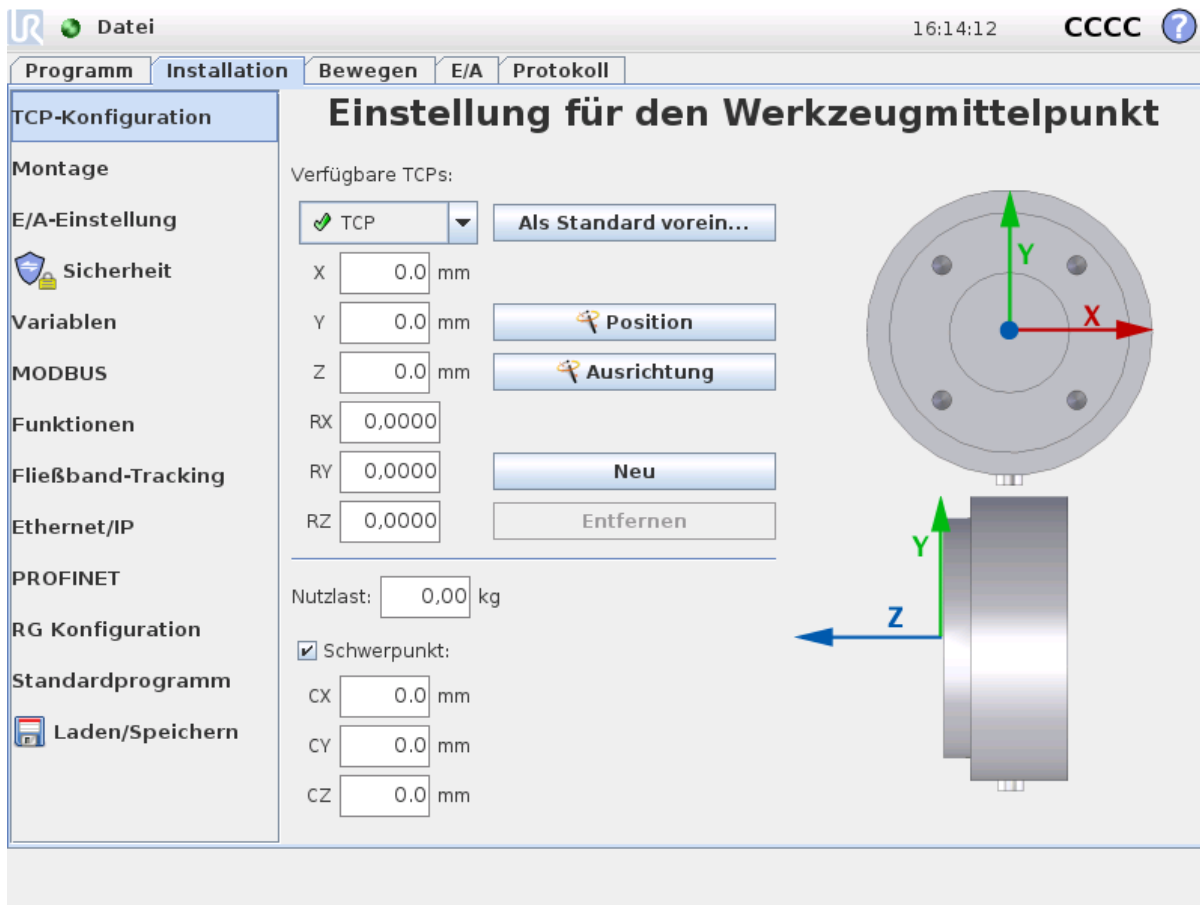 UR Datei 16:14:12 CCCC ?
Programm Installation Bewegen E/A Protokoll
TCP-Konfiguration
Montage
E/A-Einstellung
Sicherheit
Variablen
MODBUS
Funktionen
Fließband-Tracking
Ethernet/IP
PROFINET
RG Konfiguration
Standardprogramm
Laden/Speichern
Einstellung für den Werkzeugmittelpunkt
Verfügbare TCPs:
TCP Als Standard vorein...
X 0.0 mm
Y 0.0 mm Position
Z 0.0 mm Ausrichtung
RX 0,0000
RY 0,0000 Neu
RZ 0,0000 Entfernen
Nutzlast: 0,00 kg
Schwerpunkt:
CX 0.0 mm
CY 0.0 mm
CZ 0.0 mm
Y
X
Y
Z